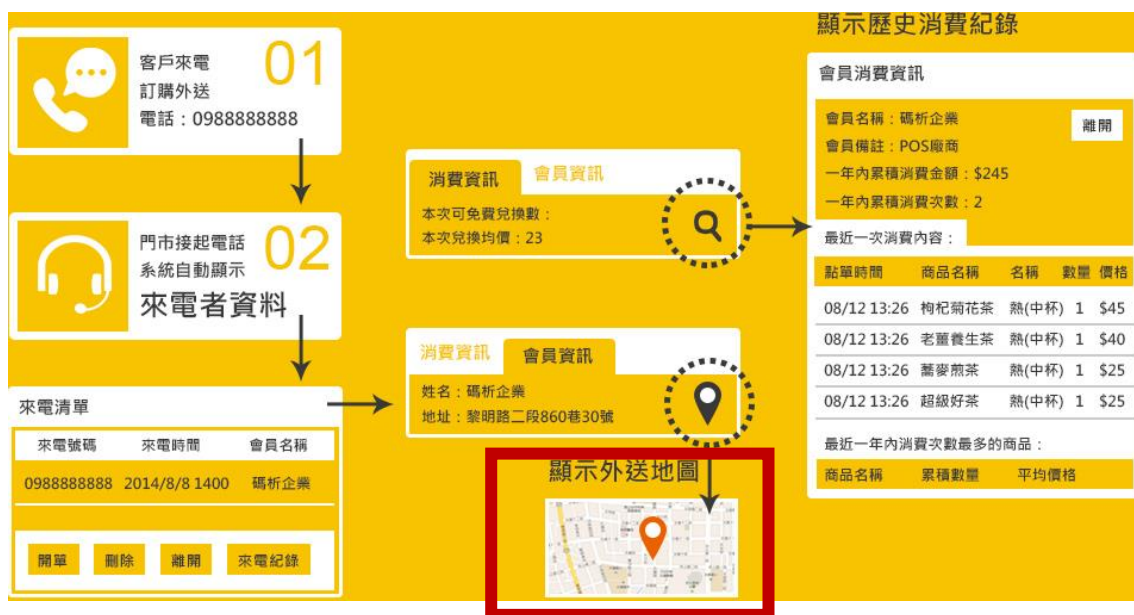 客戶來電
訂購外送
電話：0988888888
01
門市接起電話
系統自動顯示
來電者資料
02
來電清單
來電號碼 來電時間 會員名稱
0988888888 2014/8/8 1400 碼析企業
開單 刪除 離開 來電紀錄
消費資訊 會員資訊
本次可免費兌換數：
本次兌換均價：23
消費資訊 會員資訊
姓名：碼析企業
地址：黎明路二段860巷30號
顯示外送地圖
顯示歷史消費紀錄
會員消費資訊
會員名稱：碼析企業
離開
會員備註：POS廠商
一年內累積消費金額：$245
一年內累積消費次數：2
最近一次消費內容：
點單時間 商品名稱 名稱 數量 價格
08/12 13:26 枸杞菊花茶 熱(中杯) 1 $45
08/12 13:26 老薑養生茶 熱(中杯) 1 $40
08/12 13:26 蕎麥煎茶 熱(中杯) 1 $25
08/12 13:26 超級好茶 熱(中杯) 1 $25
最近一年內消費次數最多的商品：
商品名稱 累積數量 平均價格